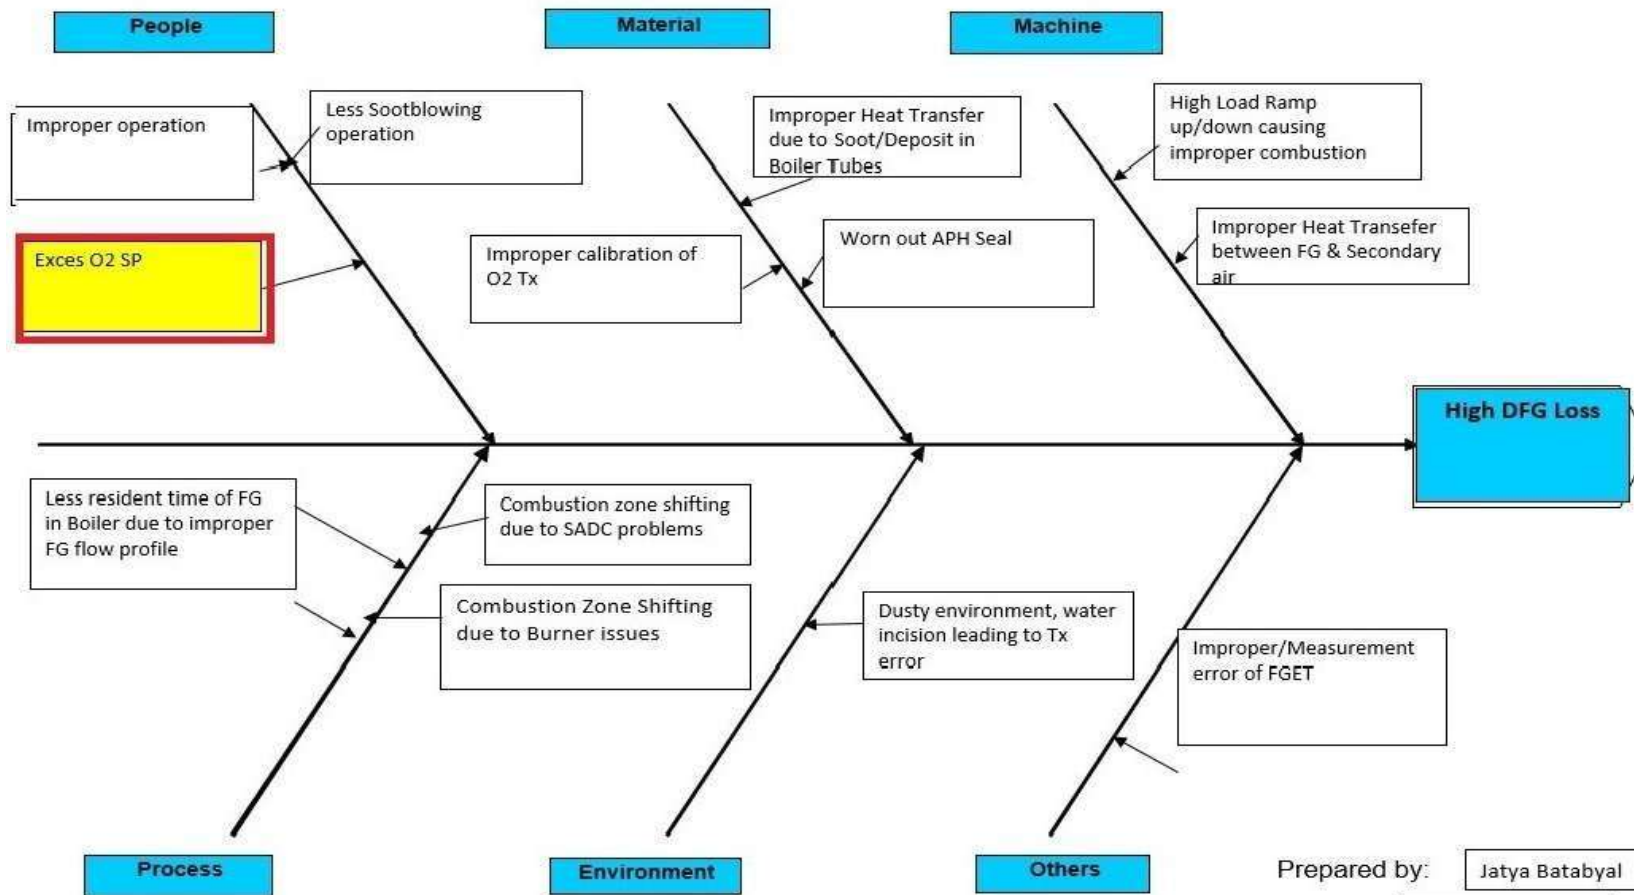 People
Material
Machine
Improper operation
Less Sootblowing
operation
Improper Heat Transfer
due to Soot/Deposit in
Boiler Tubes
High Load Ramp
up/down causing
improper combustion
Exces O2 SP
Improper calibration of
O2 Tx
Worn out APH Seal
Improper Heat Transefer
between FG & Secondary
air
High DFG Loss
Less resident time of FG
in Boiler due to improper
FG flow profile
Combustion zone shifting
due to SADC problems
Combustion Zone Shifting
due to Burner issues
Dusty environment, water
incision leading to Tx
error
Improper/Measurement
error of FGET
Process
Environment
Others
Prepared by:
Jatya Batabyal